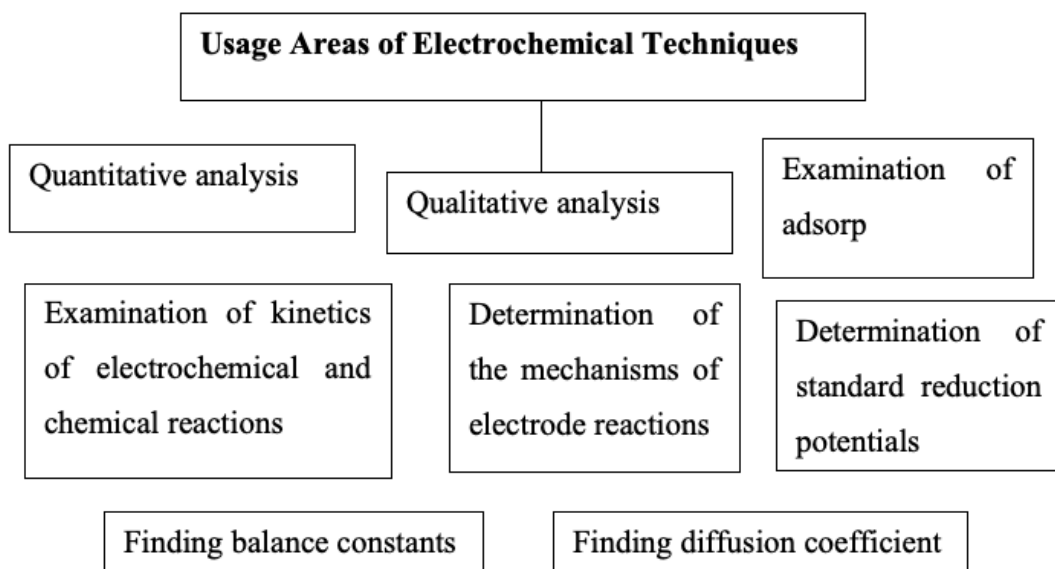 Usage Areas of Electrochemical Techniques
Quantitative analysis
Qualitative analysis
Examination of
adsorp
Examination of kinetics
of electrochemical and
chemical reactions
Determination of
the mechanisms of
electrode reactions
Determination of
standard reduction
potentials
Finding balance constants
Finding diffusion coefficient